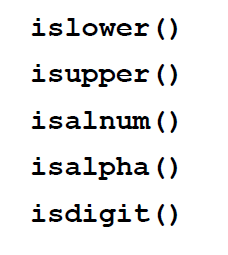 islower()
isupper()
isalnum()
isalpha()
isdigit()